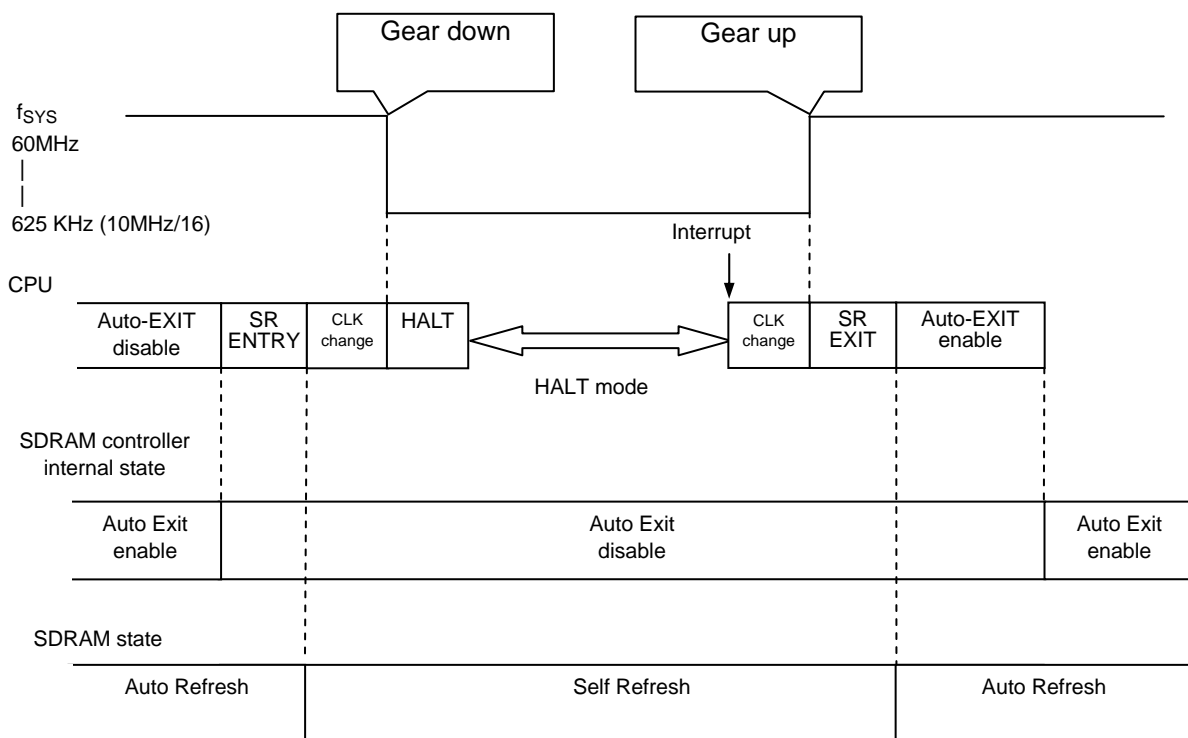 Gear down
Gear up
fSYS
60MHz
|
|
625 KHz (10MHz/16)
Interrupt
CPU
Auto-EXIT
disable
SR
ENTRY
CLK
change
HALT
CLK
change
SR
EXIT
Auto-EXIT
enable
HALT mode
SDRAM controller
internal state
Auto Exit
enable
Auto Exit
disable
Auto Exit
enable
SDRAM state
Auto Refresh
Self Refresh
Auto Refresh